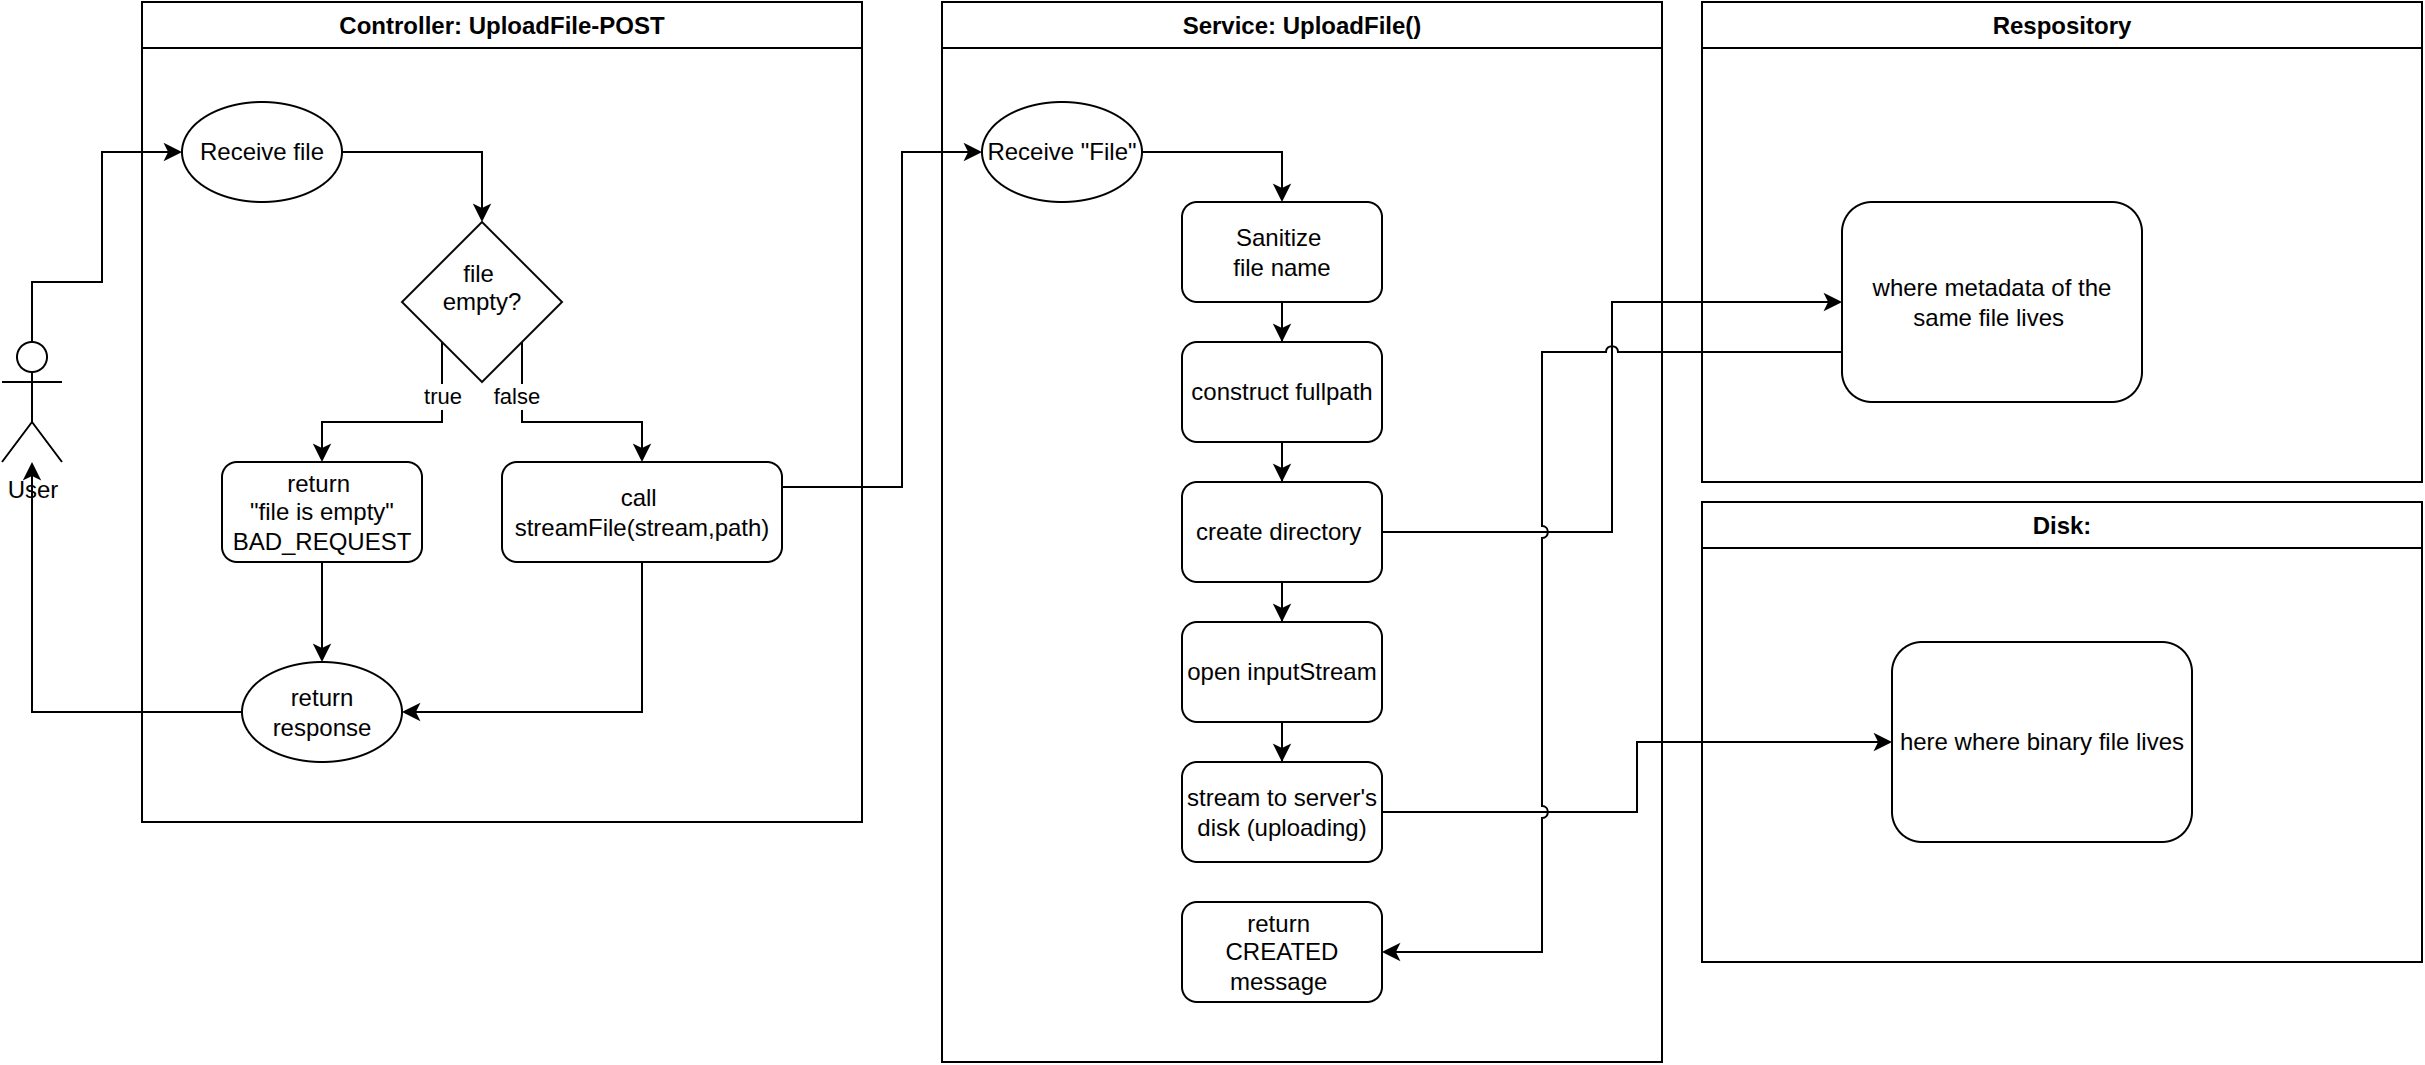 Controller: UploadFile-POST
Receive file
file
empty?
true
false
return
"file is empty"
BAD_REQUEST
call
streamFile(stream,path)
return
response
User
Service: UploadFile()
Receive "File"
Sanitize
file name
construct fullpath
create directory
open inputStream
stream to server's
disk (uploading)
return
CREATED
message
Respository
where metadata of the
same file lives
Disk:
here where binary file lives